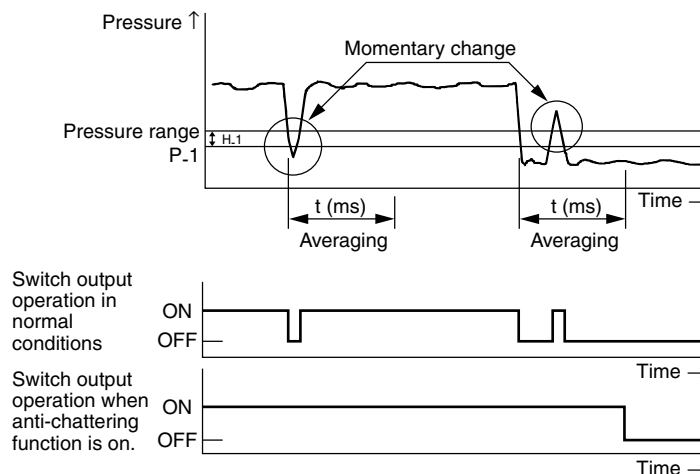 Pressure ↑
Momentary change
Pressure range
H_1
P_1
Time
t (ms)
t (ms)
Averaging
Averaging
Switch output
operation in
normal
conditions
ON
OFF
Time
Switch output
operation when
anti-chattering
function is on.
ON
OFF
Time